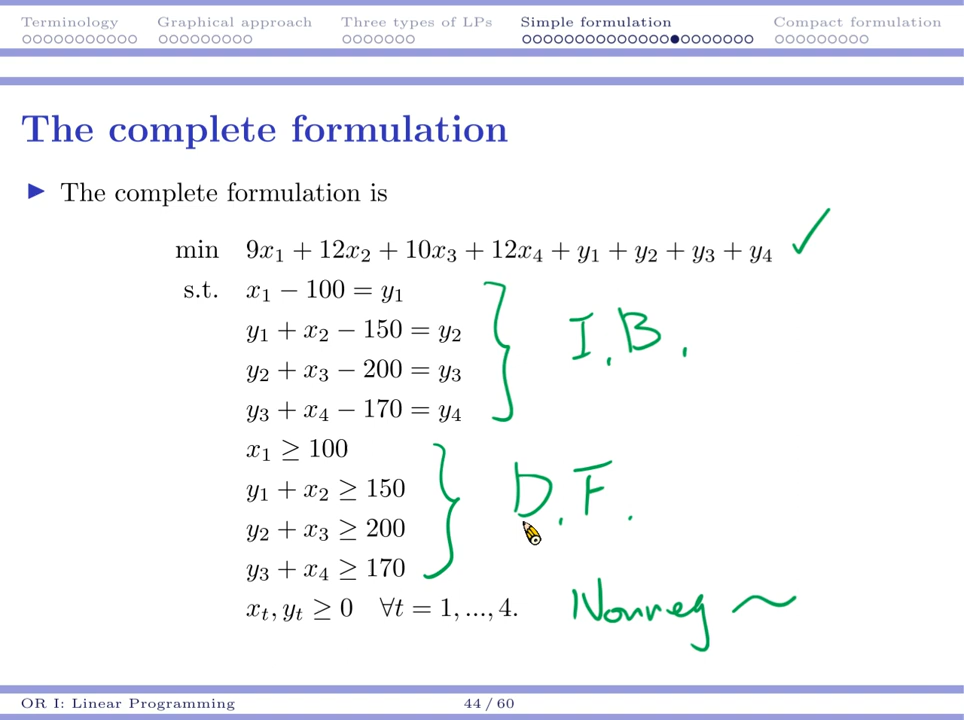 Terminology Graphical approach Three types of LPs Simple formulation Compact formulation
The complete formulation
The complete formulation is
min 9x₁ + 12x₂ + 10x₃ + 12x₄ + y₁ + y₂ + y₃ + y₄
s.t. x₁ − 100 = y₁
y₁ + x₂ − 150 = y₂
y₂ + x₃ − 200 = y₃
y₃ + x₄ − 170 = y₄
I.B.
x₁ ≥ 100
y₁ + x₂ ≥ 150
y₂ + x₃ ≥ 200
y₃ + x₄ ≥ 170
D.F.
xₜ, yₜ ≥ 0 ∀t = 1, ..., 4. Nonneg ~
OR I: Linear Programming 44 / 60